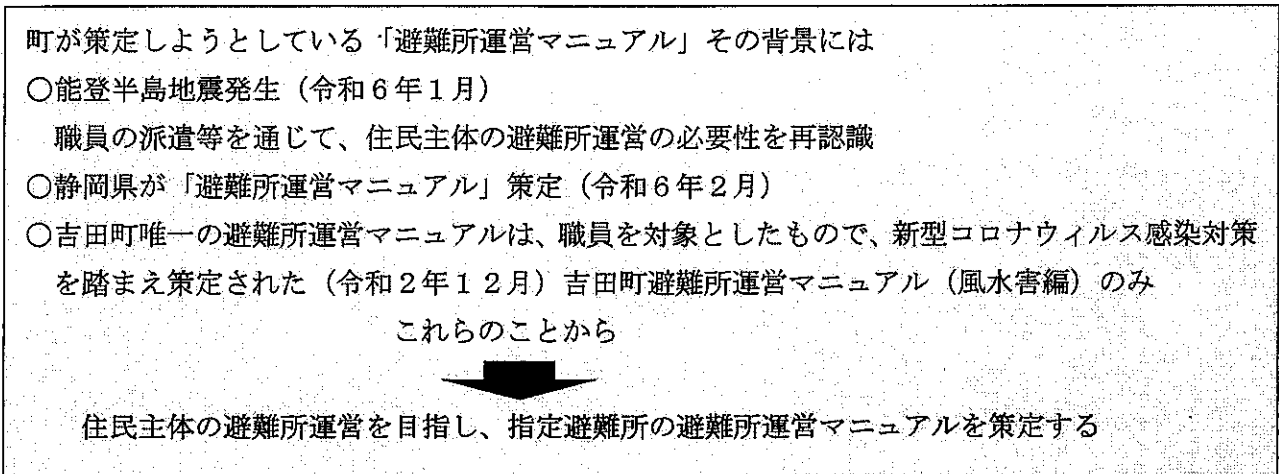 町が策定しようとしている「避難所運営マニュアル」その背景には
○能登半島地震発生（令和６年１月）
職員の派遣等を通じて、住民主体の避難所運営の必要性を再認識
○静岡県が「避難所運営マニュアル」策定（令和６年２月）
○吉田町唯一の避難所運営マニュアルは、職員を対象としたもので、新型コロナウィルス感染対策
を踏まえ策定された（令和２年１２月）吉田町避難所運営マニュアル（風水害編）のみ
これらのことから
住民主体の避難所運営を目指し、指定避難所の避難所運営マニュアルを策定する